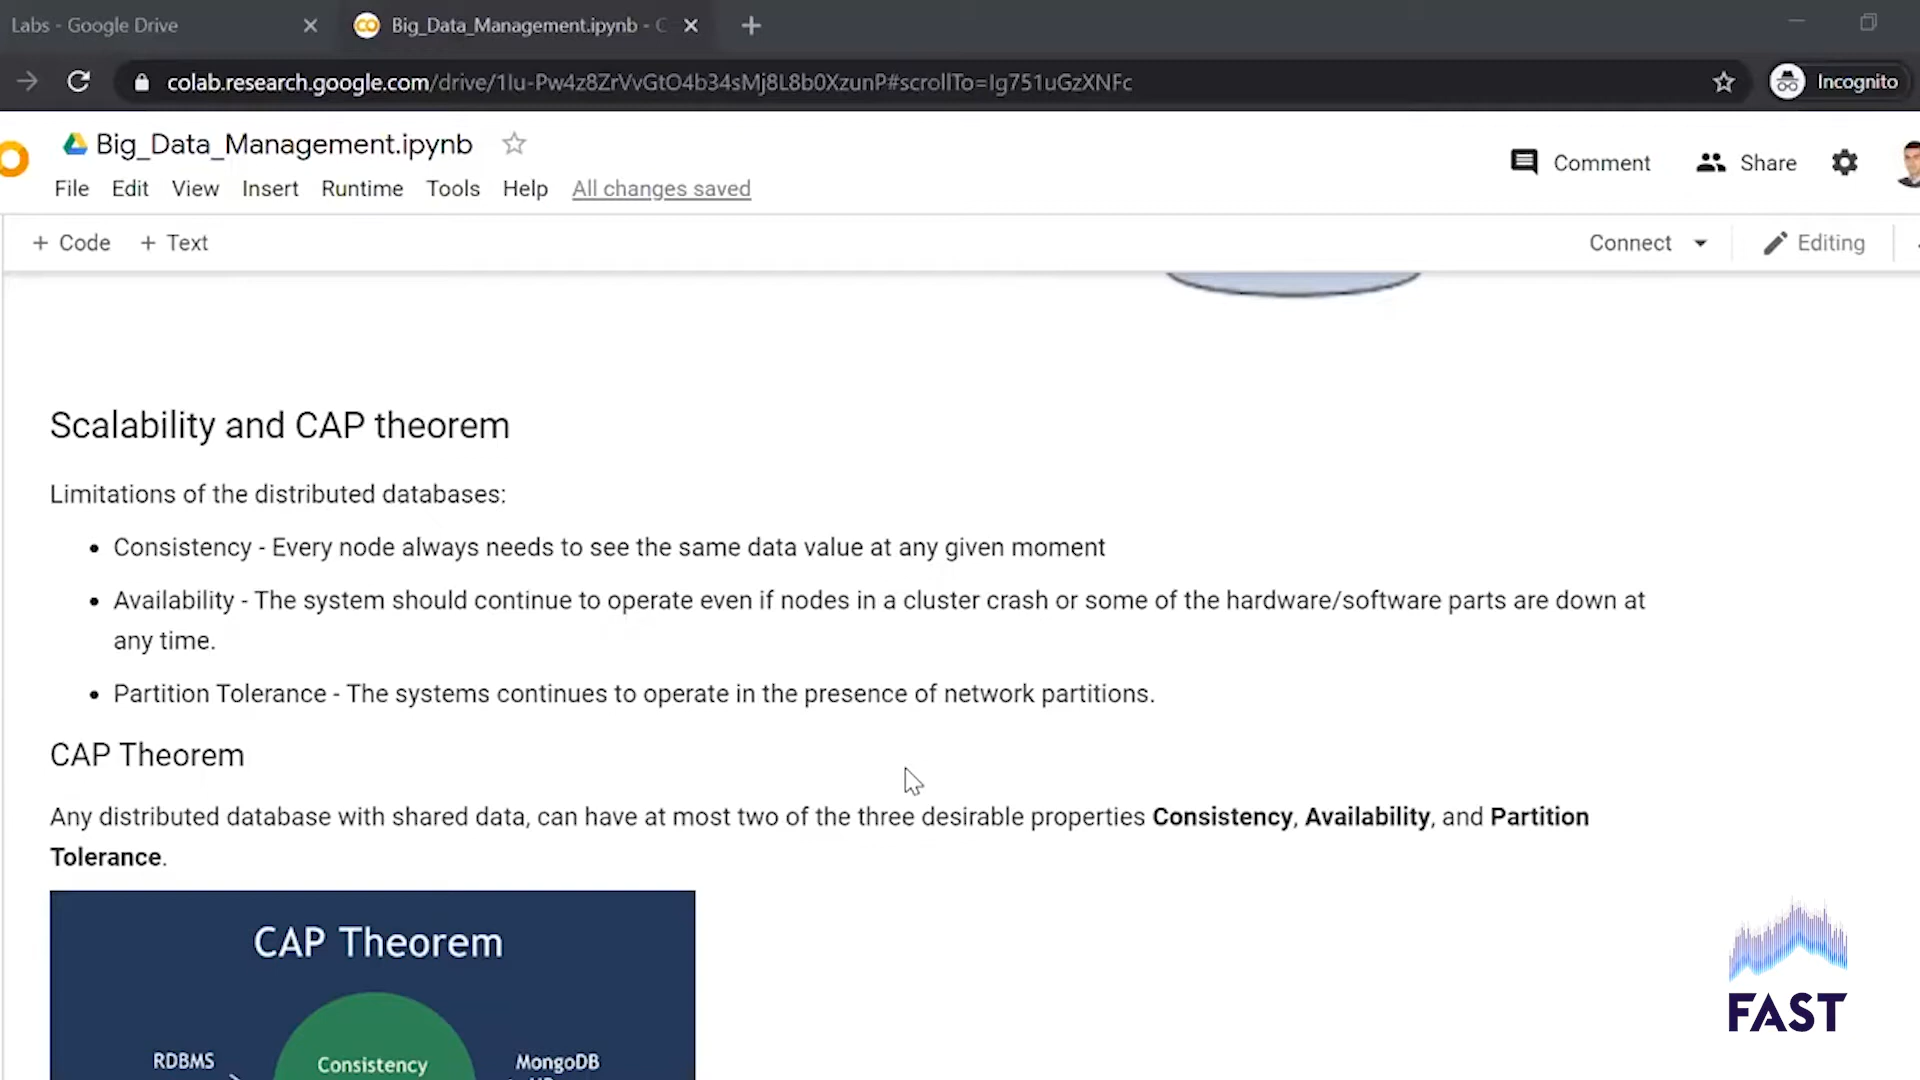 Labs - Google Drive
Big_Data_Management.ipynb - C
colab.research.google.com/drive/1Iu-Pw4z8ZrVvGtO4b34sMj8L8b0XzunP#scrollTo=Ig751uGzXNFc
Incognito
Big_Data_Management.ipynb
Comment
Share
File Edit View Insert Runtime Tools Help All changes saved
+ Code + Text
Connect
Editing
Scalability and CAP theorem
Limitations of the distributed databases:
• Consistency - Every node always needs to see the same data value at any given moment
• Availability - The system should continue to operate even if nodes in a cluster crash or some of the hardware/software parts are down at
any time.
• Partition Tolerance - The systems continues to operate in the presence of network partitions.
CAP Theorem
Any distributed database with shared data, can have at most two of the three desirable properties Consistency, Availability, and Partition
Tolerance.
CAP Theorem
RDBMS
Consistency
MongoDB
FAST